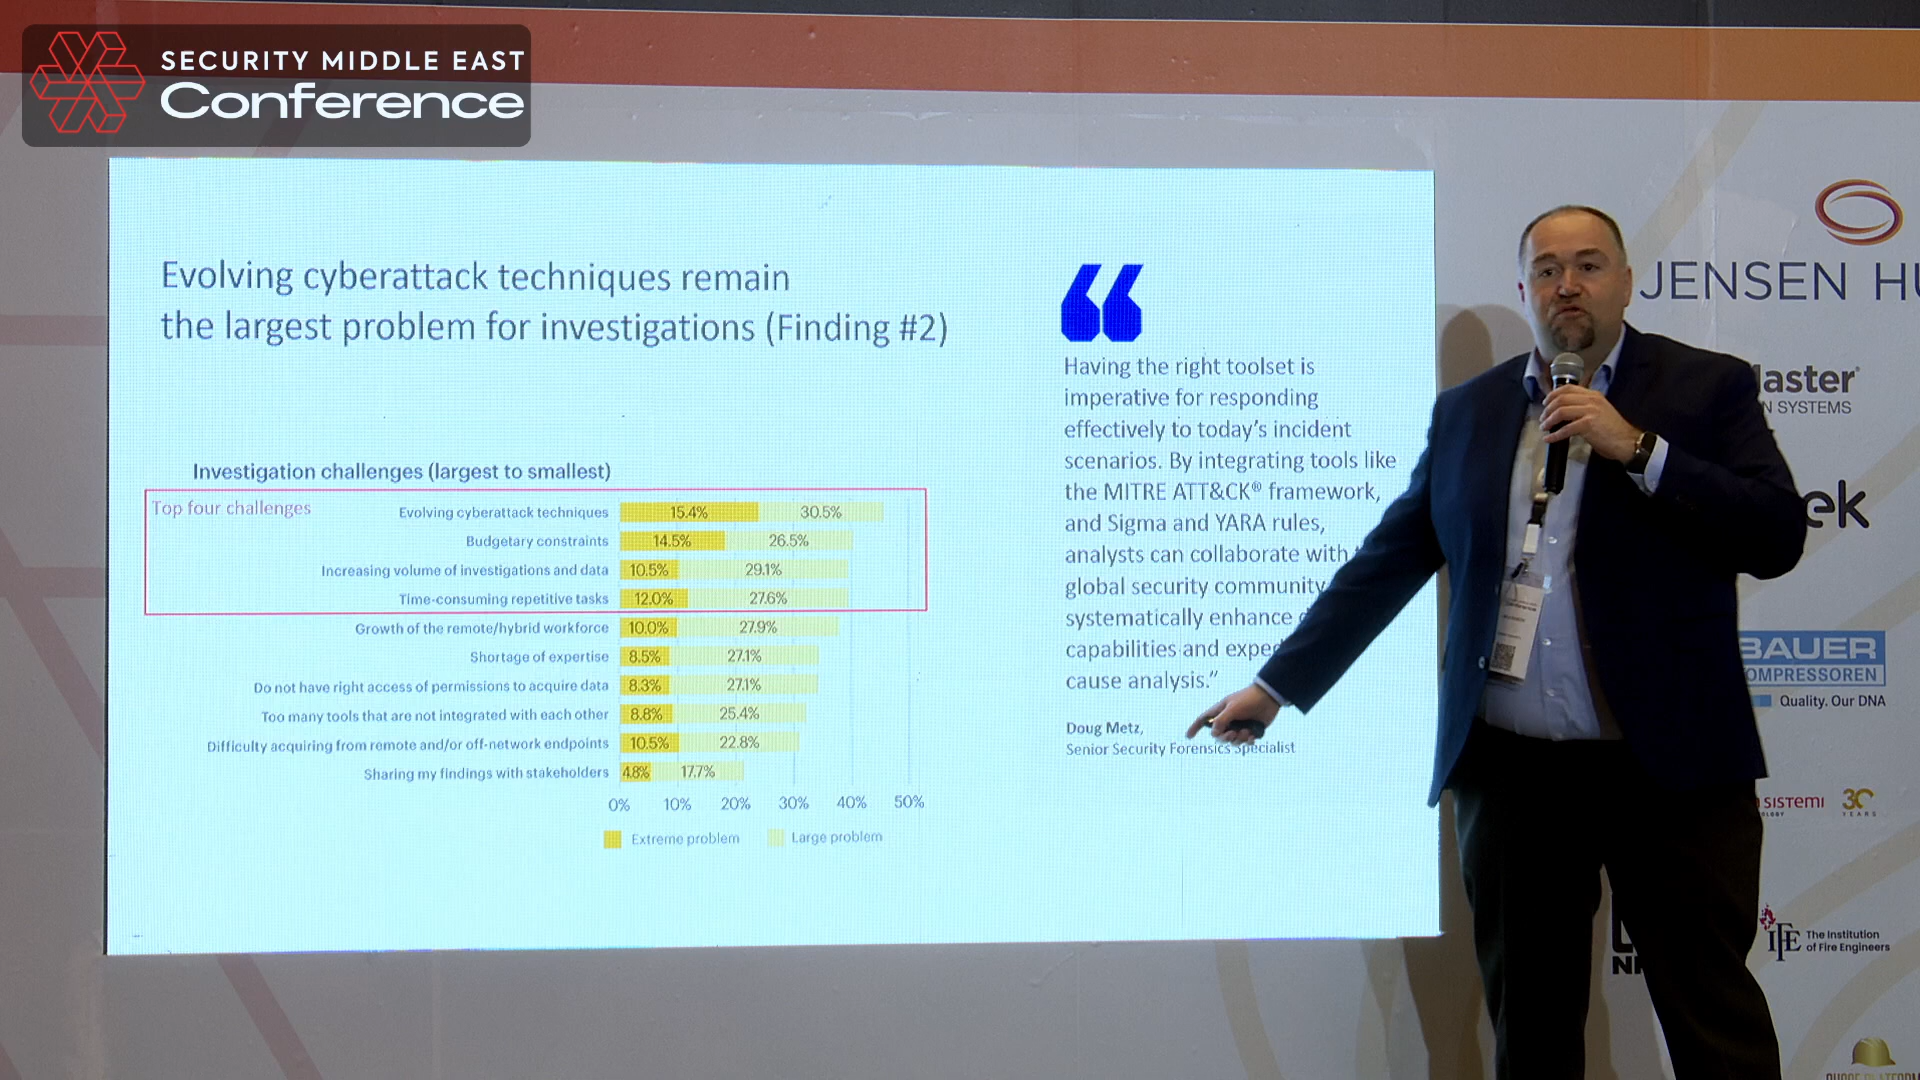 SECURITY MIDDLE EAST
Conference
Evolving cyberattack techniques remain
the largest problem for investigations (Finding #2)
Investigation challenges (largest to smallest)
Top four challenges
Evolving cyberattack techniques 15.4% 30.5%
Budgetary constraints 14.5% 26.5%
Increasing volume of investigations and data 10.5% 29.1%
Time-consuming repetitive tasks 12.0% 27.6%
Growth of the remote/hybrid workforce 10.0% 27.9%
Shortage of expertise 8.5% 27.1%
Do not have right access of permissions to acquire data 8.3% 27.1%
Too many tools that are not integrated with each other 8.8% 25.4%
Difficulty acquiring from remote and/or off-network endpoints 10.5% 22.8%
Sharing my findings with stakeholders 4.8% 17.7%
0% 10% 20% 30% 40% 50%
Extreme problem Large problem
“
Having the right toolset is
imperative for responding
effectively to today’s incident
scenarios. By integrating tools like
the MITRE ATT&CK® framework,
and Sigma and YARA rules,
analysts can collaborate with
global security community
systematically enhance
capabilities and
cause analysis.”
Doug Metz,
Senior Security Forensics Specialist
JENSEN
SYSTEMS
BAUER
Quality. Our DNA
SISTEMI
30
YEARS
IFE The Institution
of Fire Engineers
Conference